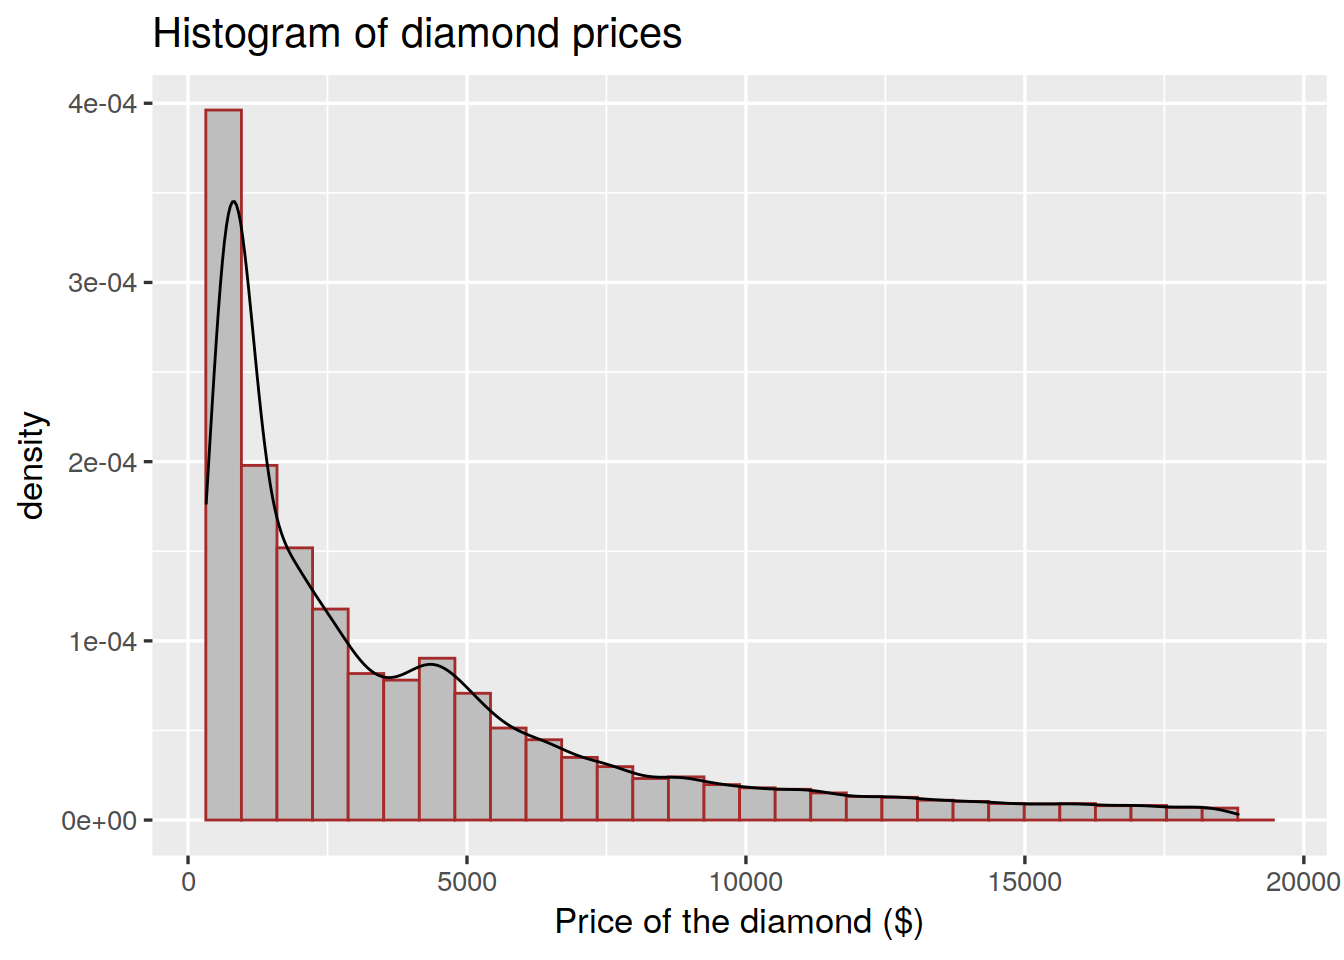 Histogram of diamond prices
4e-04
3e-04
2e-04
1e-04
0e+00
density
0 5000 10000 15000 20000
Price of the diamond ($)